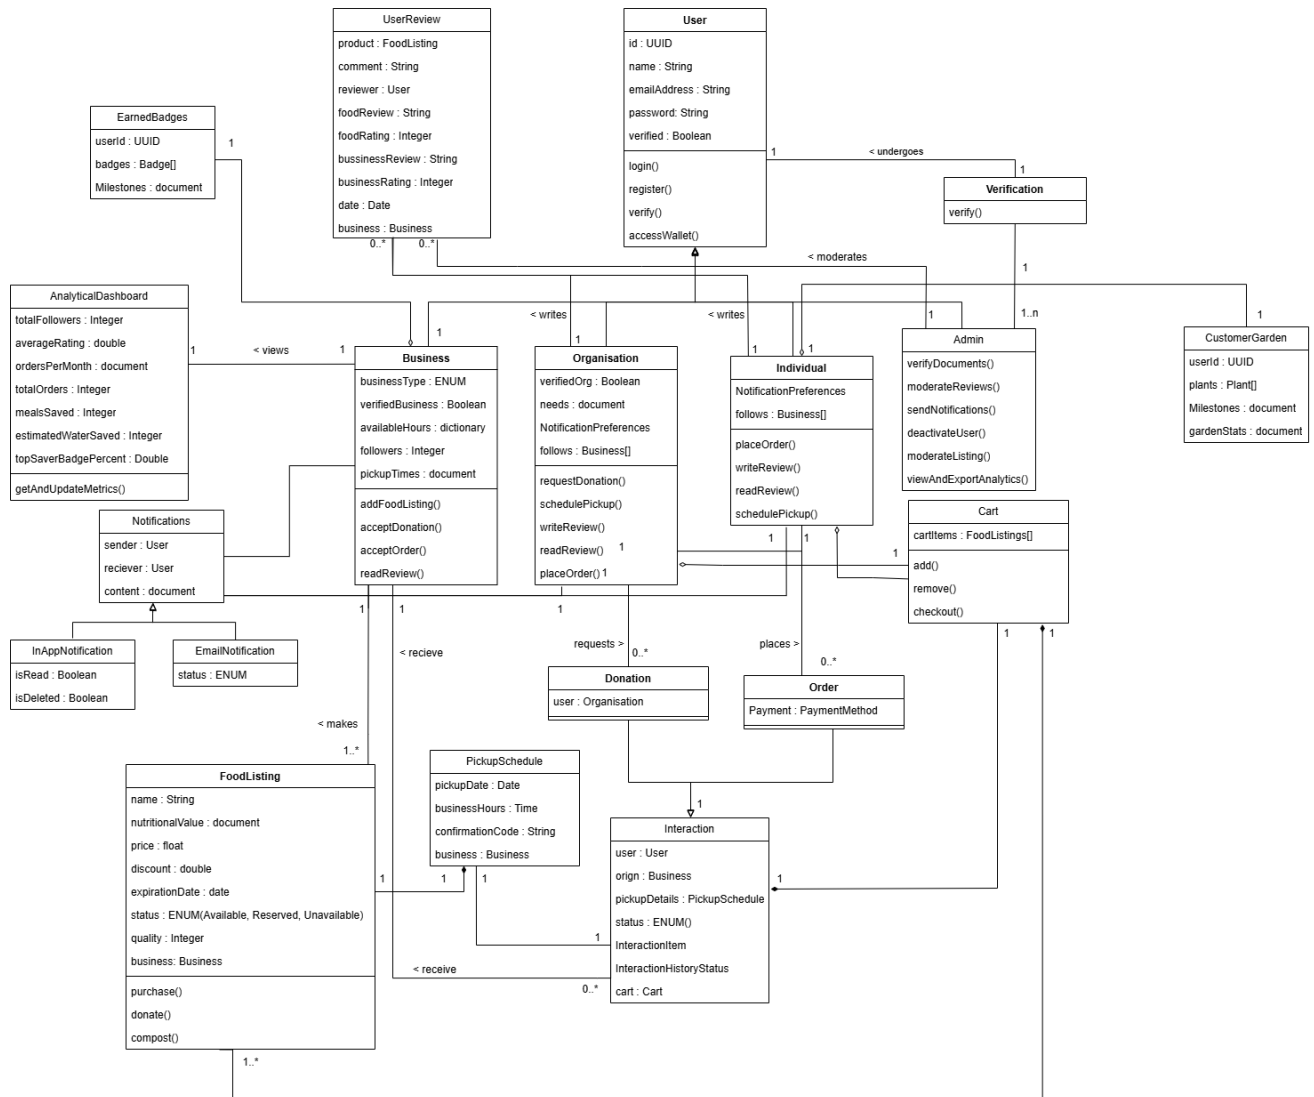 UserReview
product : FoodListing
comment : String
reviewer : User
foodReview : String
foodRating : Integer
bussinessReview : String
businessRating : Integer
date : Date
business : Business
0..*
0..*
User
id : UUID
name : String
emailAddress : String
password: String
verified : Boolean
login()
register()
verify()
accessWallet()
1
< undergoes
1
Verification
verify()
1
1..n
EarnedBadges
userId : UUID
badges : Badge[]
Milestones : document
1
1
< moderates
1
< writes
1
< writes
1
AnalyticalDashboard
totalFollowers : Integer
averageRating : double
ordersPerMonth : document
totalOrders : Integer
mealsSaved : Integer
estimatedWaterSaved : Integer
topSaverBadgePercent : Double
getAndUpdateMetrics()
1
< views
1
Business
businessType : ENUM
verifiedBusiness : Boolean
availableHours : dictionary
followers : Integer
pickupTimes : document
addFoodListing()
acceptDonation()
acceptOrder()
readReview()
Organisation
verifiedOrg : Boolean
needs : document
NotificationPreferences
follows : Business[]
requestDonation()
schedulePickup()
writeReview()
readReview()
placeOrder()
1
1
1
Individual
NotificationPreferences
follows : Business[]
placeOrder()
writeReview()
readReview()
schedulePickup()
Admin
verifyDocuments()
moderateReviews()
sendNotifications()
deactivateUser()
moderateListing()
viewAndExportAnalytics()
1
CustomerGarden
userId : UUID
plants : Plant[]
Milestones : document
gardenStats : document
Notifications
sender : User
reciever : User
content : document
InAppNotification
isRead : Boolean
isDeleted : Boolean
EmailNotification
status : ENUM
Cart
cartItems : FoodListings[]
add()
remove()
checkout()
1
1
1
1
1
1
1
1
< recieve
requests >
0..*
places >
0..*
Donation
user : Organisation
Order
Payment : PaymentMethod
< makes
1..*
FoodListing
name : String
nutritionalValue : document
price : float
discount : double
expirationDate : date
status : ENUM(Available, Reserved, Unavailable)
quality : Integer
business: Business
purchase()
donate()
compost()
1..*
PickupSchedule
pickupDate : Date
businessHours : Time
confirmationCode : String
business : Business
1
1
1
1
< receive
0..*
1
Interaction
user : User
orign : Business
pickupDetails : PickupSchedule
status : ENUM()
InteractionItem
InteractionHistoryStatus
cart : Cart
1